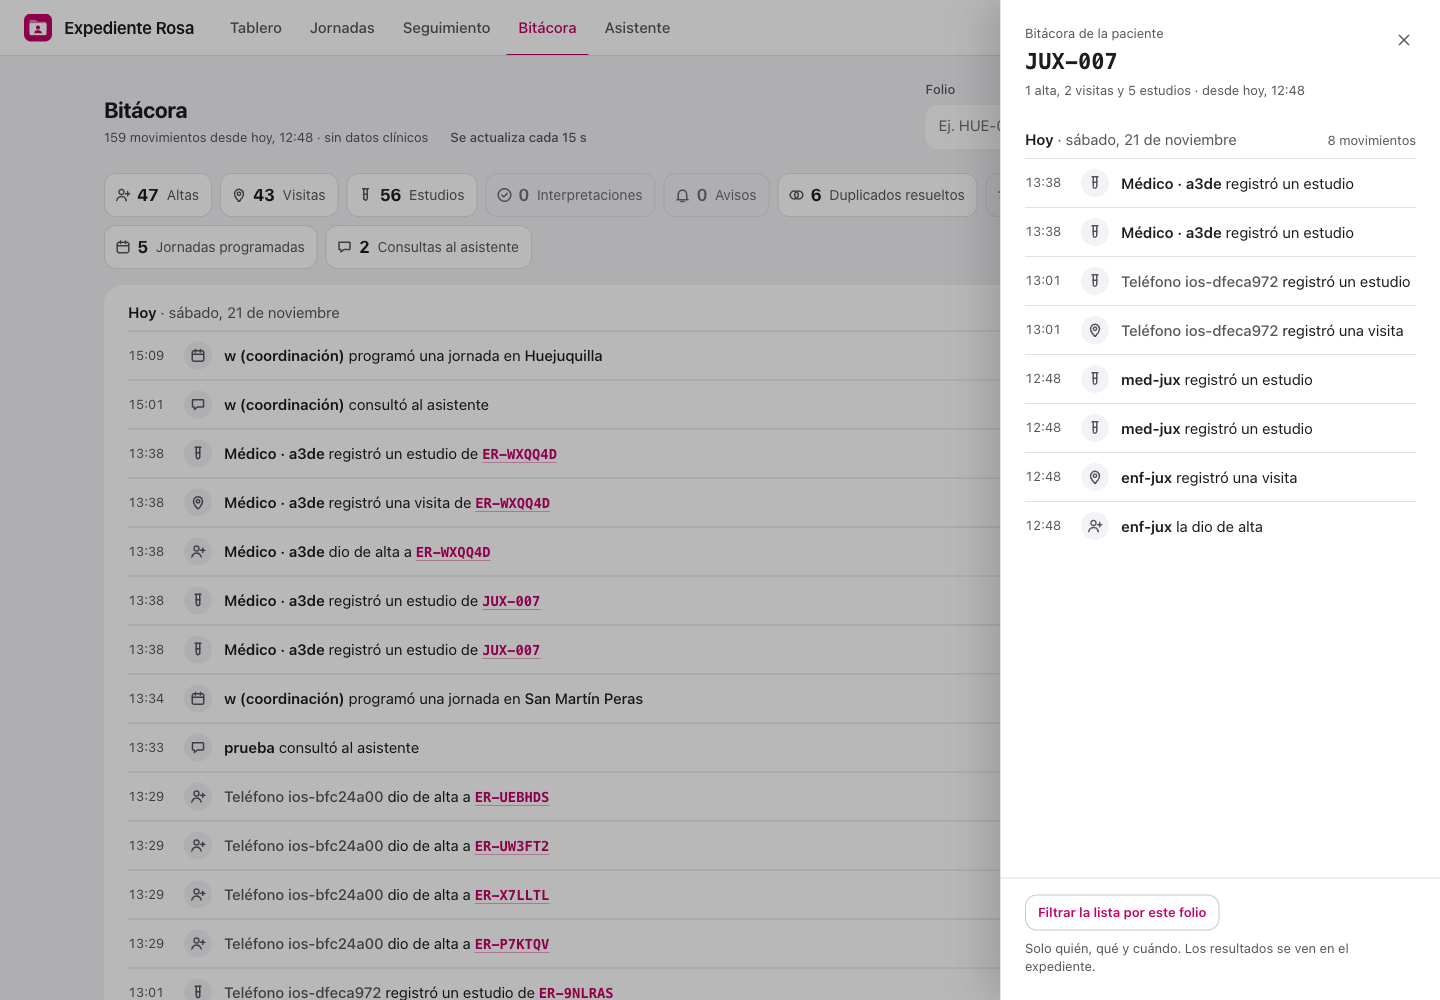 Expediente Rosa
Tablero
Jornadas
Seguimiento
Bitácora
Asistente
Bitácora
159 movimientos desde hoy, 12:48 · sin datos clínicos
Se actualiza cada 15 s
Folio
Ej. HUE-
47 Altas
43 Visitas
56 Estudios
0 Interpretaciones
0 Avisos
6 Duplicados resueltos
5 Jornadas programadas
2 Consultas al asistente
Hoy · sábado, 21 de noviembre
15:09 w (coordinación) programó una jornada en Huejuquilla
15:01 w (coordinación) consultó al asistente
13:38 Médico · a3de registró un estudio de ER-WXQQ4D
13:38 Médico · a3de registró una visita de ER-WXQQ4D
13:38 Médico · a3de dio de alta a ER-WXQQ4D
13:38 Médico · a3de registró un estudio de JUX-007
13:38 Médico · a3de registró un estudio de JUX-007
13:34 w (coordinación) programó una jornada en San Martín Peras
13:33 prueba consultó al asistente
13:29 Teléfono ios-bfc24a00 dio de alta a ER-UEBHDS
13:29 Teléfono ios-bfc24a00 dio de alta a ER-UW3FT2
13:29 Teléfono ios-bfc24a00 dio de alta a ER-X7LLTL
13:29 Teléfono ios-bfc24a00 dio de alta a ER-P7KTQV
13:01 Teléfono ios-dfeca972 registró un estudio de ER-9NLRAS
Bitácora de la paciente
JUX-007
1 alta, 2 visitas y 5 estudios · desde hoy, 12:48
Hoy · sábado, 21 de noviembre
8 movimientos
13:38 Médico · a3de registró un estudio
13:38 Médico · a3de registró un estudio
13:01 Teléfono ios-dfeca972 registró un estudio
13:01 Teléfono ios-dfeca972 registró una visita
12:48 med-jux registró un estudio
12:48 med-jux registró un estudio
12:48 enf-jux registró una visita
12:48 enf-jux la dio de alta
Filtrar la lista por este folio
Solo quién, qué y cuándo. Los resultados se ven en el
expediente.